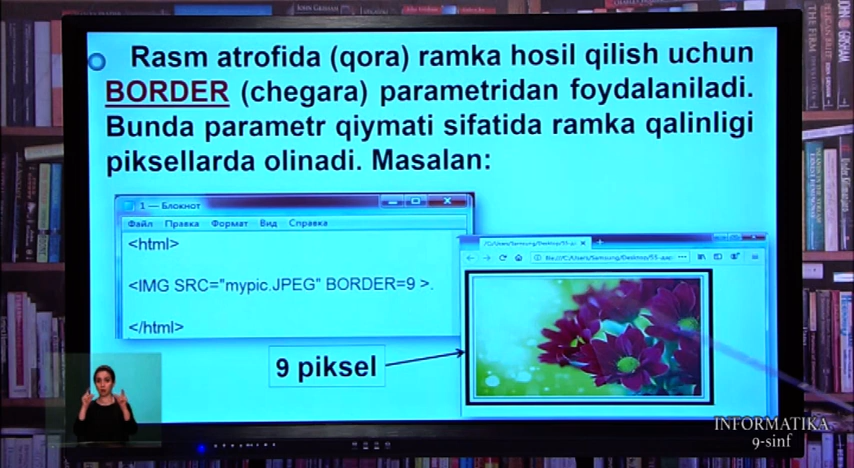 Rasm atrofida (qora) ramka hosil qilish uchun
BORDER (chegara) parametridan foydalaniladi.
Bunda parametr qiymati sifatida ramka qalinligi
piksellarda olinadi. Masalan:
1 — Блокнот
Файл Правка Формат Вид Справка
<html>
<IMG SRC="mypic.JPEG" BORDER=9 >.
</html>
9 piksel
INFORMATIKA
9-sinf